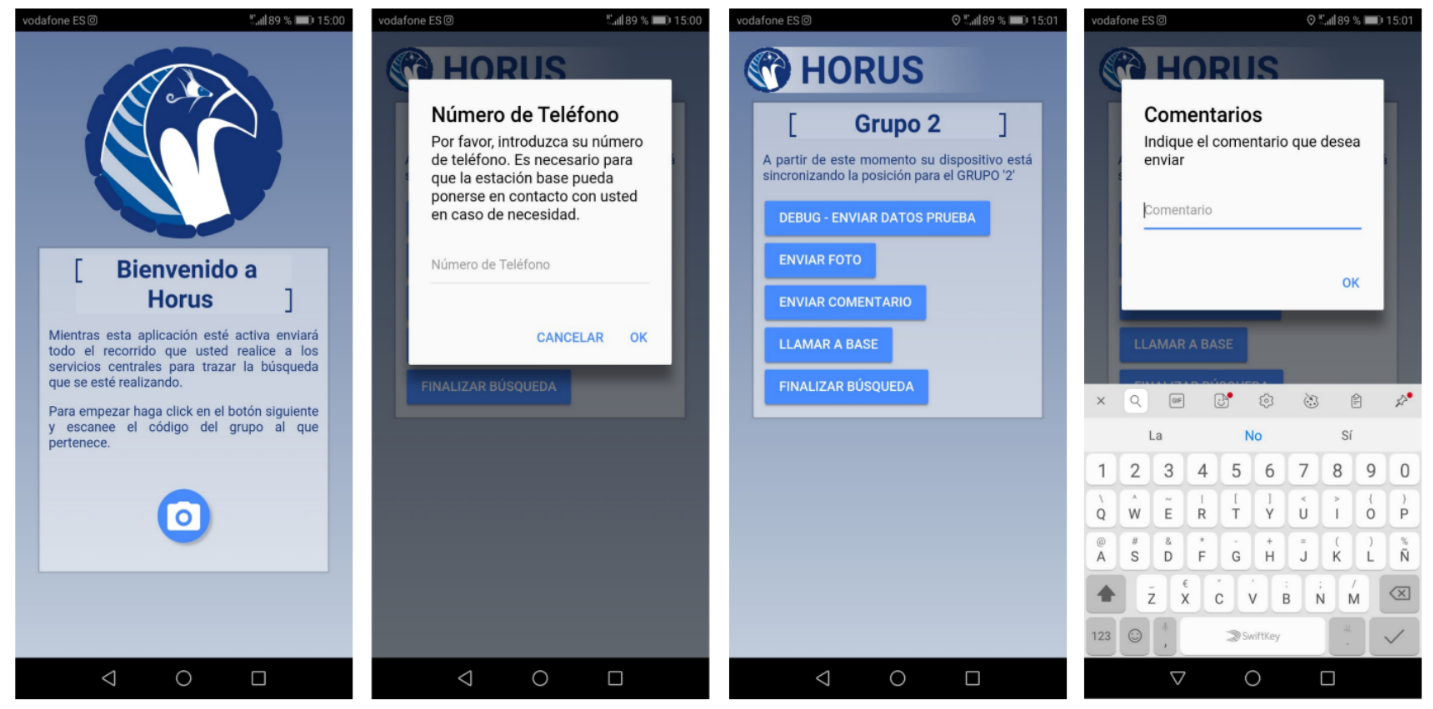 vodafone ES 89 % 15:00
Bienvenido a
Horus
Mientras esta aplicación esté activa enviará
todo el recorrido que usted realice a los
servicios centrales para trazar la búsqueda
que se esté realizando.
Para empezar haga click en el botón siguiente
y escanee el código del grupo al que
pertenece.
vodafone ES 89 % 15:00
HORUS
Número de Teléfono
Por favor, introduzca su número
de teléfono. Es necesario para
que la estación base pueda
ponerse en contacto con usted
en caso de necesidad.
Número de Teléfono
CANCELAR OK
FINALIZAR BÚSQUEDA
vodafone ES 89 % 15:01
HORUS
[ Grupo 2 ]
A partir de este momento su dispositivo está
sincronizando la posición para el GRUPO '2'
DEBUG - ENVIAR DATOS PRUEBA
ENVIAR FOTO
ENVIAR COMENTARIO
LLAMAR A BASE
FINALIZAR BÚSQUEDA
vodafone ES 89 % 15:01
HORUS
Comentarios
Indique el comentario que desea
enviar
Comentario
OK
LLAMAR A BASE
GIF
La No Sí
1 2 3 4 5 6 7 8 9 0
\ ^ ~ | [ ] < > { }
Q W E R T Y U I O P
@ # & * - + = ( ) %
A S D F G H J K L Ñ
_ € " ' : ; /
Z X C V B N M
123 , SwiftKey .